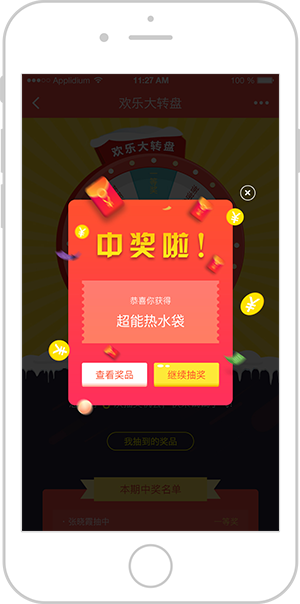 Applidium
11:27 AM
100 %
欢乐大转盘
欢乐大转盘
中奖啦!
恭喜你获得
超能热水袋
查看奖品
继续抽奖
我抽到的奖品
本期中奖名单